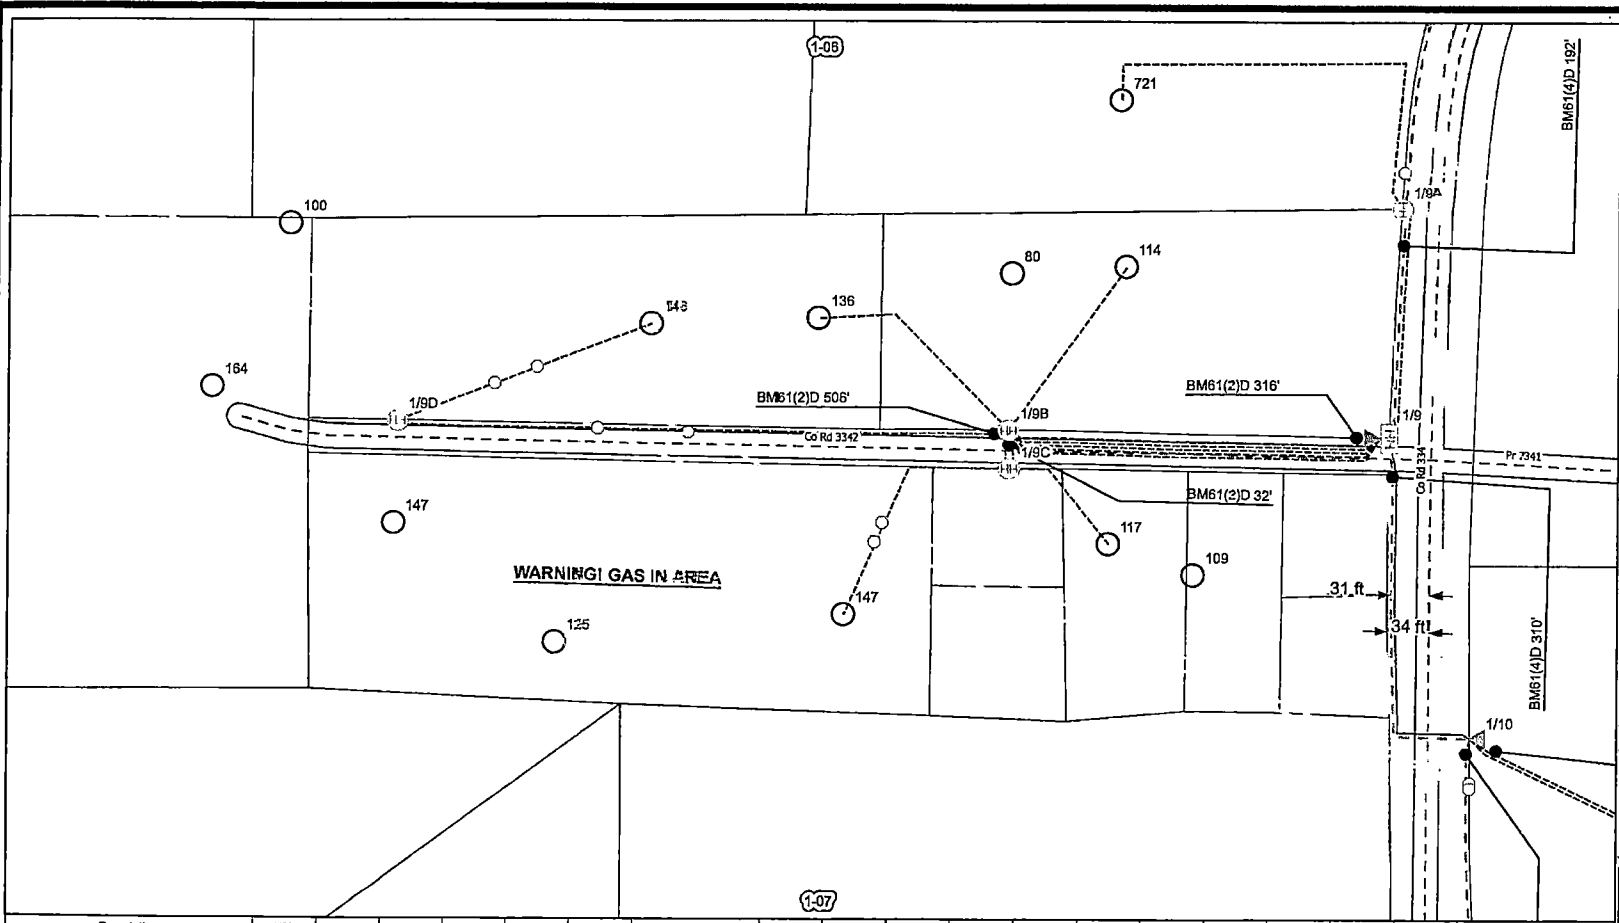 1-06
721
BM61(4)D 192'
1/9A
100
80
114
136
164
1/9D
BM61(2)D 506'
BM61(2)D 316'
1/9B
1/9
Co Rd 3342
1/9C
Co Rd 334
Pr 7341
BM61(2)D 32'
147
117
109
WARNING! GAS IN AREA
147
125
31 ft
34 ft
BM61(4)D 310'
1/10
1-07